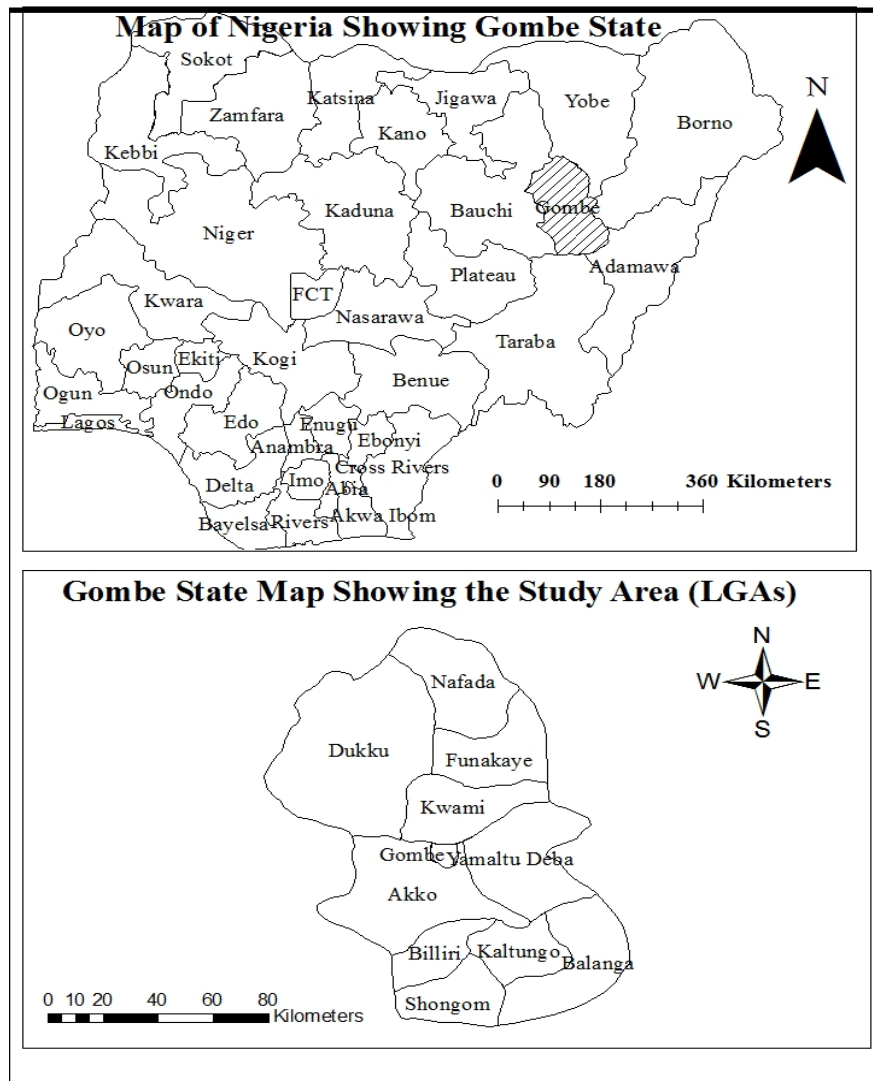 Map of Nigeria Showing Gombe State
Sokot
Katsina
Jigawa
Yobe
N
Zamfara
Kano
Borno
Kebbi
Kaduna
Bauchi
Gombe
Niger
Adamawa
Plateau
FCT
Kwara
Nasarawa
Oyo
Taraba
Osun
Ekiti
Kogi
Benue
Ogun
Ondo
Lagos
Edo
Enugu
Ebonyi
Anambra
Cross Rivers
Delta
Imo
Abia
0 90 180 360 Kilometers
Bayelsa
Rivers
Akwa Ibom
Gombe State Map Showing the Study Area (LGAs)
N
W E
S
Nafada
Dukku
Funakaye
Kwami
Gombe
Yamaltu Deba
Akko
Billiri
Kaltungo
Balanga
Shongom
0 10 20 40 60 80
Kilometers